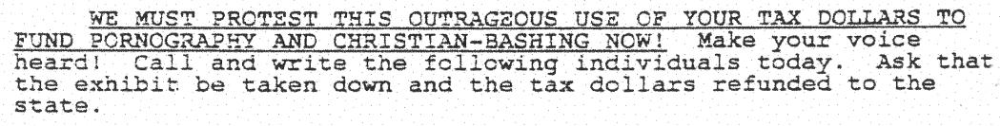 WE MUST PROTEST THIS OUTRAGEOUS USE OF YOUR TAX DOLLARS TO
FUND PORNOGRAPHY AND CHRISTIAN-BASHING NOW! Make your voice
heard! Call and write the following individuals today. Ask that
the exhibit be taken down and the tax dollars refunded to the
state.